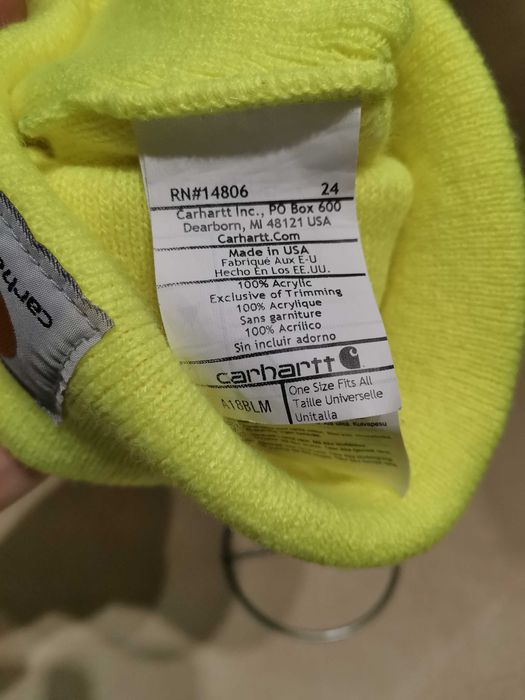 RN#14806 24
Carhartt Inc., PO Box 600
Dearborn, MI 48121 USA
Carhartt.Com
Made in USA
Fabriqué Aux E-U
Hecho En Los EE.UU.
100% Acrylic
Exclusive of Trimming
100% Acrylique
Sans garniture
100% Acrilico
Sin incluir adorno
carhartt
A18BLM
One Size Fits All
Taille Universelle
Unitalla
carha